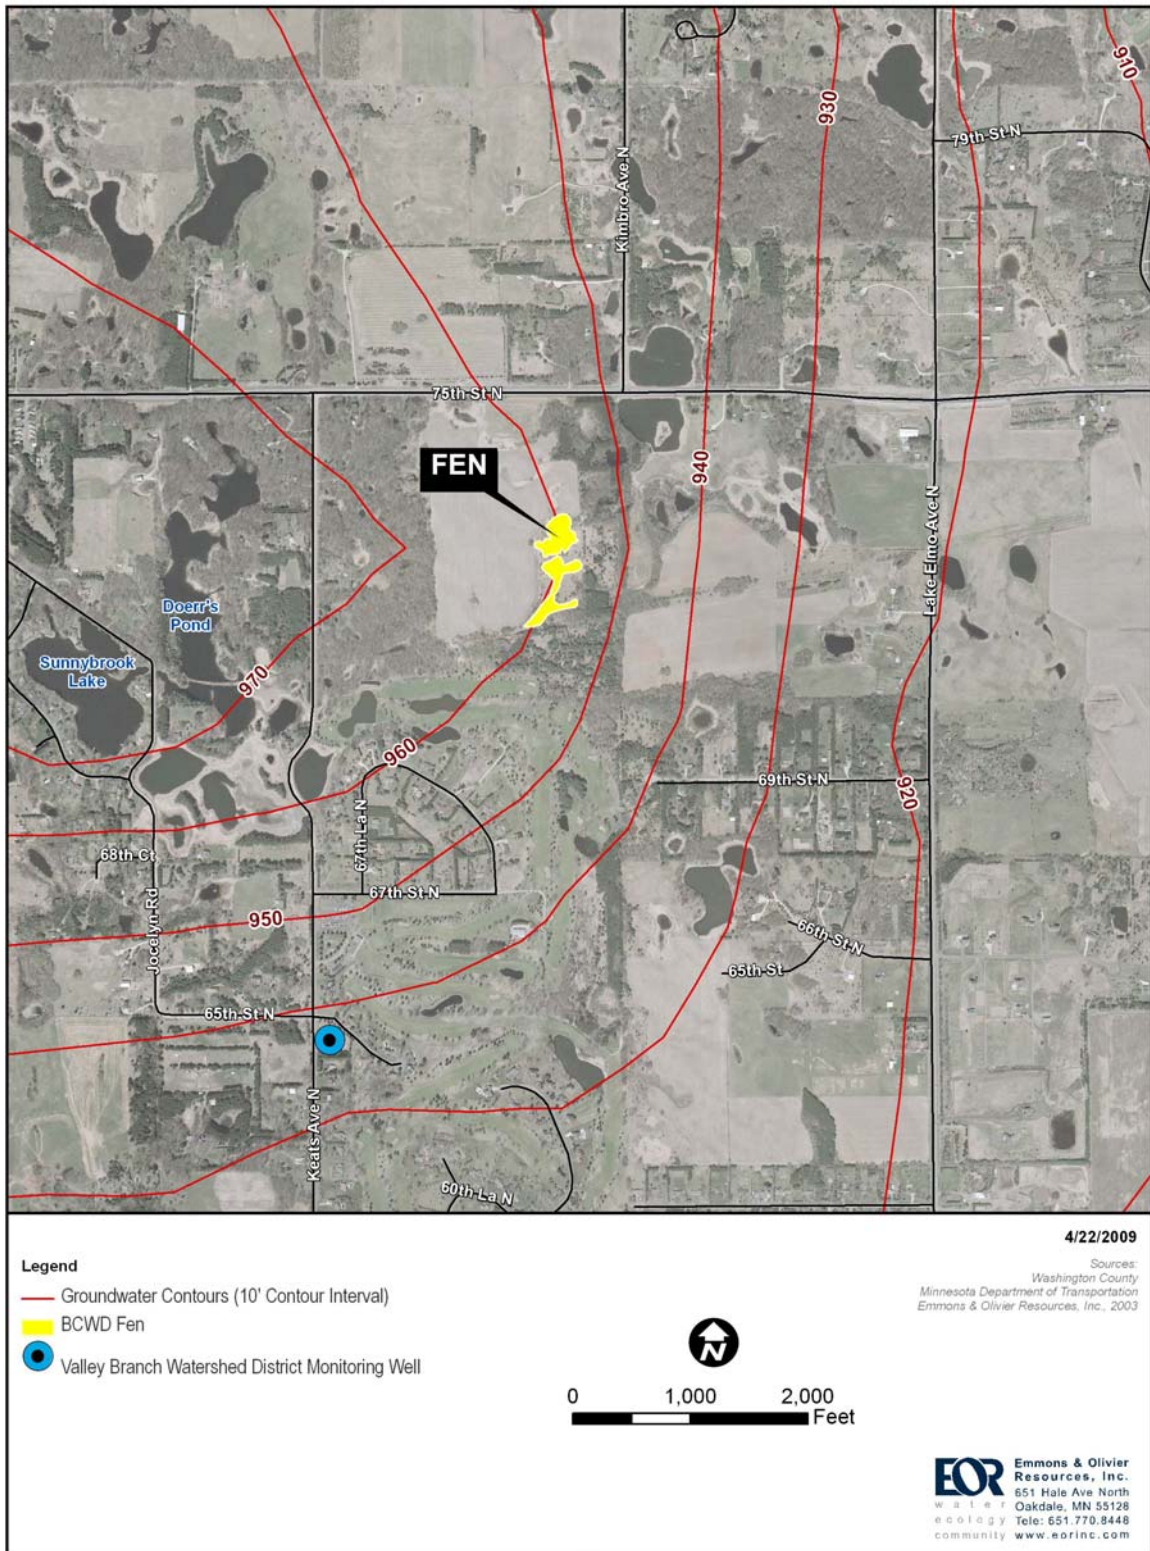 910
930
79th St N
Kimbro Ave N
75th St N
FEN
940
Lake Elmo Ave N
Doerr's
Pond
Sunnybrook
Lake
970
960
69th St N
920
67th La N
68th Ct
67th St N
950
Jocelyn Rd
66th St N
65th St
65th St N
Keats Ave N
60th La N
4/22/2009
Legend
Sources:
Washington County
Minnesota Department of Transportation
Emmons & Olivier Resources, Inc., 2003
Groundwater Contours (10' Contour Interval)
BCWD Fen
Valley Branch Watershed District Monitoring Well
N
0 1,000 2,000
Feet
EOR
water
ecology
community
Emmons & Olivier
Resources, Inc.
651 Hale Ave North
Oakdale, MN 55128
Tele: 651.770.8448
www.eorinc.com